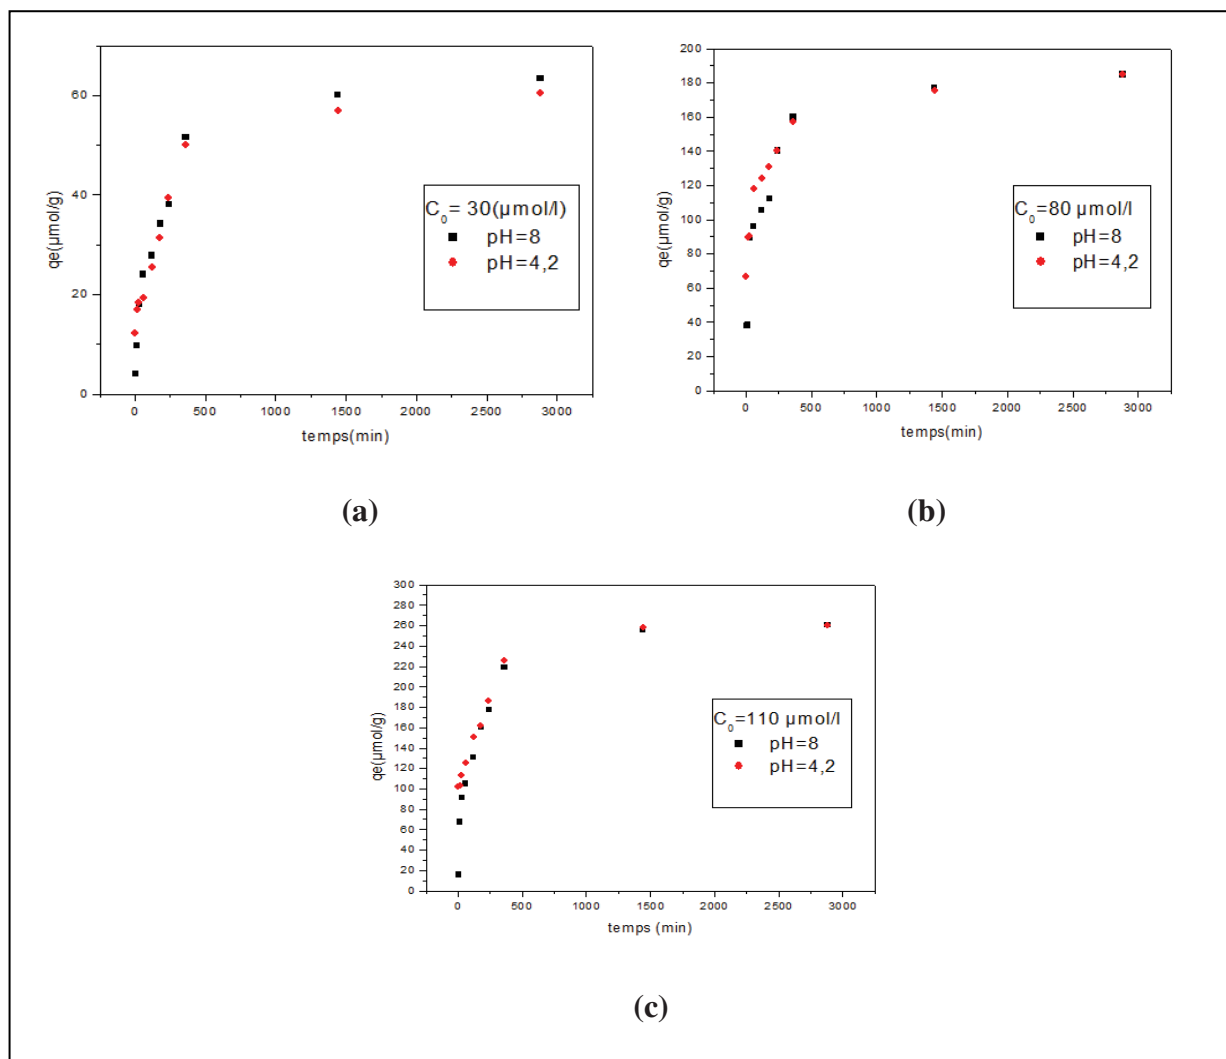 60
40
20
0
qe(µmol/g)
C₀= 30(µmol/l)
pH=8
pH=4,2
0 500 1000 1500 2000 2500 3000
temps(min)
(a)
200
180
160
140
120
100
80
60
40
20
0
qe(µmol/g)
C₀=80 µmol/l
pH=8
pH=4,2
0 500 1000 1500 2000 2500 3000
temps(min)
(b)
300
280
260
240
220
200
180
160
140
120
100
80
60
40
20
0
qe(µmol/g)
C₀=110 µmol/l
pH=8
pH=4,2
0 500 1000 1500 2000 2500 3000
temps (min)
(c)